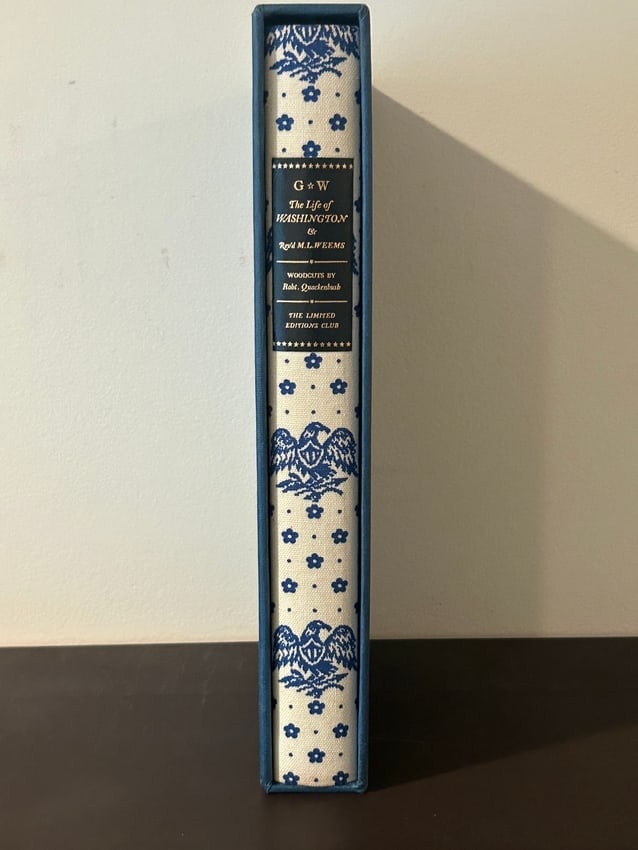 G ☆ W
The Life of
WASHINGTON
&
Rev'd M.L. WEEMS
WOODCUTS BY
Robt. Quackenbush
THE LIMITED
EDITIONS CLUB